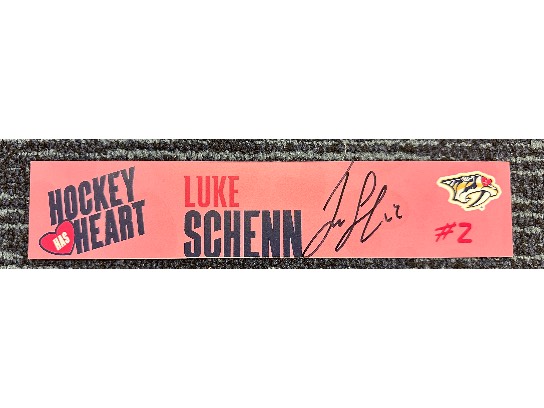 HOCKEY
HAS HEART
LUKE
SCHENN
#2